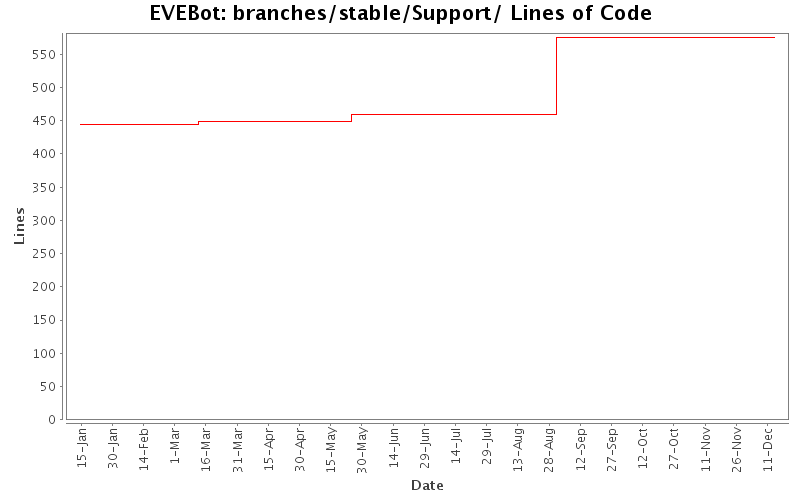 EVEBot: branches/stable/Support/ Lines of Code
550
500
450
400
350
300
250
200
150
100
50
0
Lines
15-Jan
30-Jan
14-Feb
1-Mar
16-Mar
31-Mar
15-Apr
30-Apr
15-May
30-May
14-Jun
29-Jun
14-Jul
29-Jul
13-Aug
28-Aug
12-Sep
27-Sep
12-Oct
27-Oct
11-Nov
26-Nov
11-Dec
Date